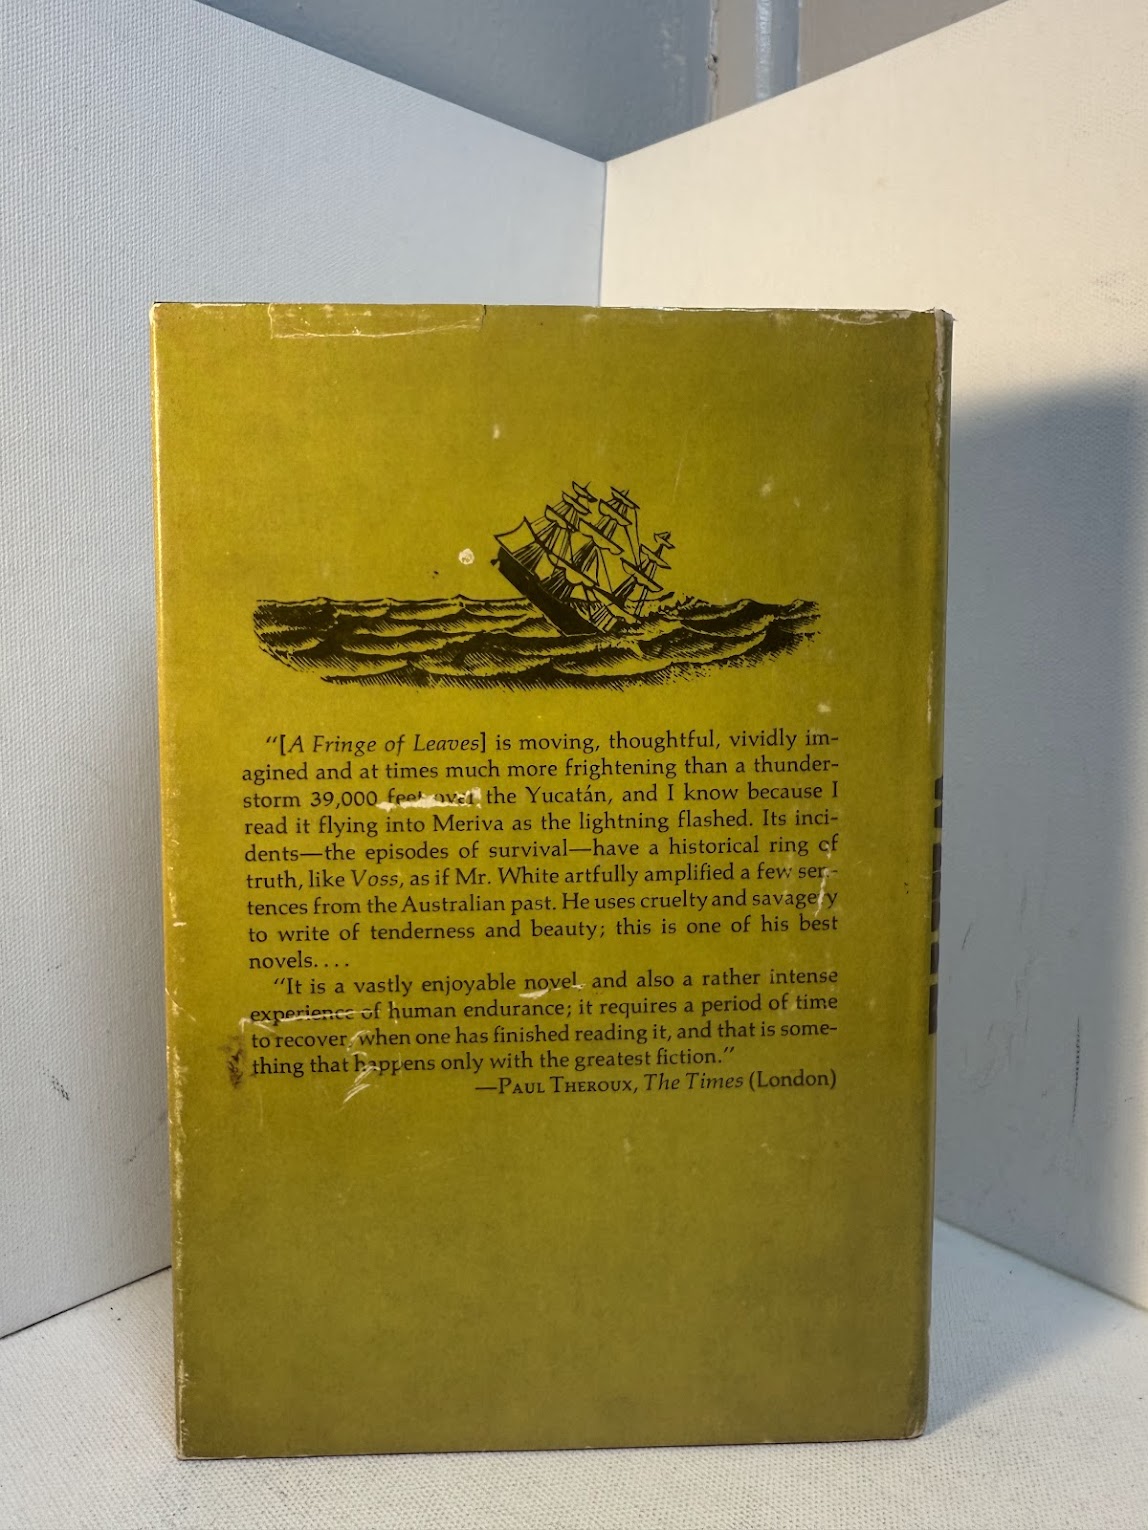 “[A Fringe of Leaves] is moving, thoughtful, vividly im-
agined and at times much more frightening than a thunder-
storm 39,000 feet over the Yucatán, and I know because I
read it flying into Meriva as the lightning flashed. Its inci-
dents—the episodes of survival—have a historical ring of
truth, like Voss, as if Mr. White artfully amplified a few sen-
tences from the Australian past. He uses cruelty and savagery
to write of tenderness and beauty; this is one of his best
novels....
“It is a vastly enjoyable novel and also a rather intense
experience of human endurance; it requires a period of time
to recover when one has finished reading it, and that is some-
thing that happens only with the greatest fiction.”
—PAUL THEROUX, The Times (London)